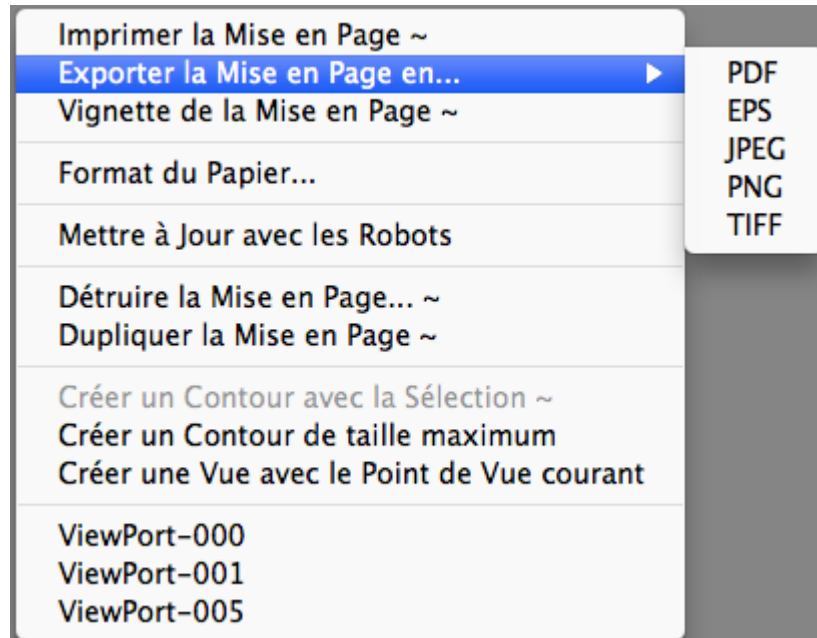 Imprimer la Mise en Page ~
Exporter la Mise en Page en...
Vignette de la Mise en Page ~
Format du Papier...
Mettre à Jour avec les Robots
Détruire la Mise en Page... ~
Dupliquer la Mise en Page ~
Créer un Contour avec la Sélection ~
Créer un Contour de taille maximum
Créer une Vue avec le Point de Vue courant
ViewPort-000
ViewPort-001
ViewPort-005
PDF
EPS
JPEG
PNG
TIFF